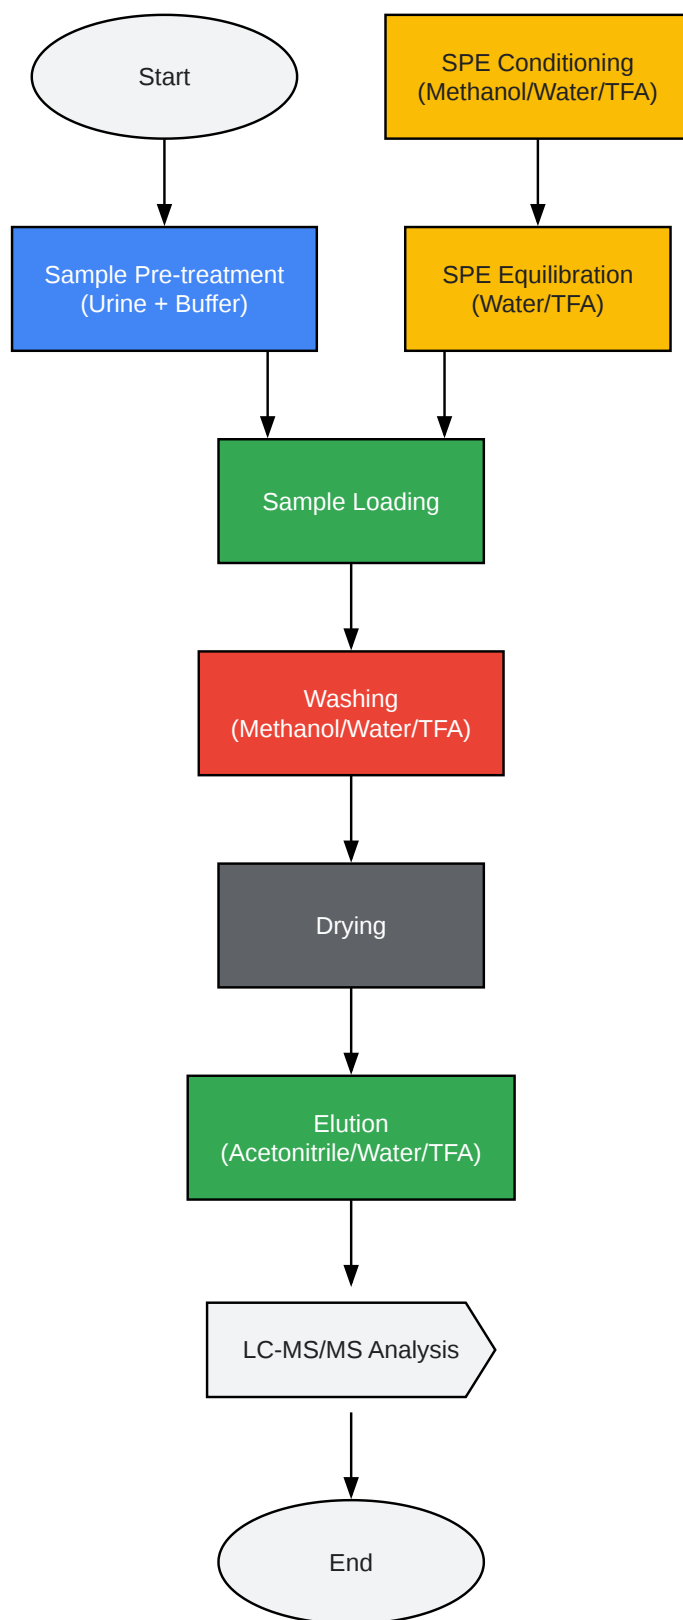 Start
SPE Conditioning
(Methanol/Water/TFA)
Sample Pre-treatment
(Urine + Buffer)
SPE Equilibration
(Water/TFA)
Sample Loading
Washing
(Methanol/Water/TFA)
Drying
Elution
(Acetonitrile/Water/TFA)
LC-MS/MS Analysis
End